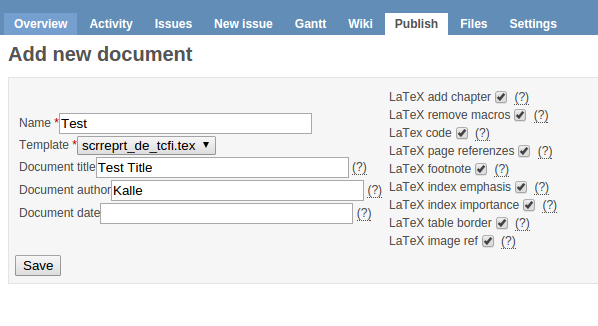 Overview Activity Issues New issue Gantt Wiki Publish Files Settings
Add new document
Name * Test
Template * scrreprt_de_tcfi.tex
Document title Test Title (?)
Document author Kalle (?)
Document date (?)
LaTeX add chapter (?)
LaTeX remove macros (?)
LaTex code (?)
LaTeX page referenzes (?)
LaTeX footnote (?)
LaTeX index emphasis (?)
LaTeX index importance (?)
LaTeX table border (?)
LaTeX image ref (?)
Save